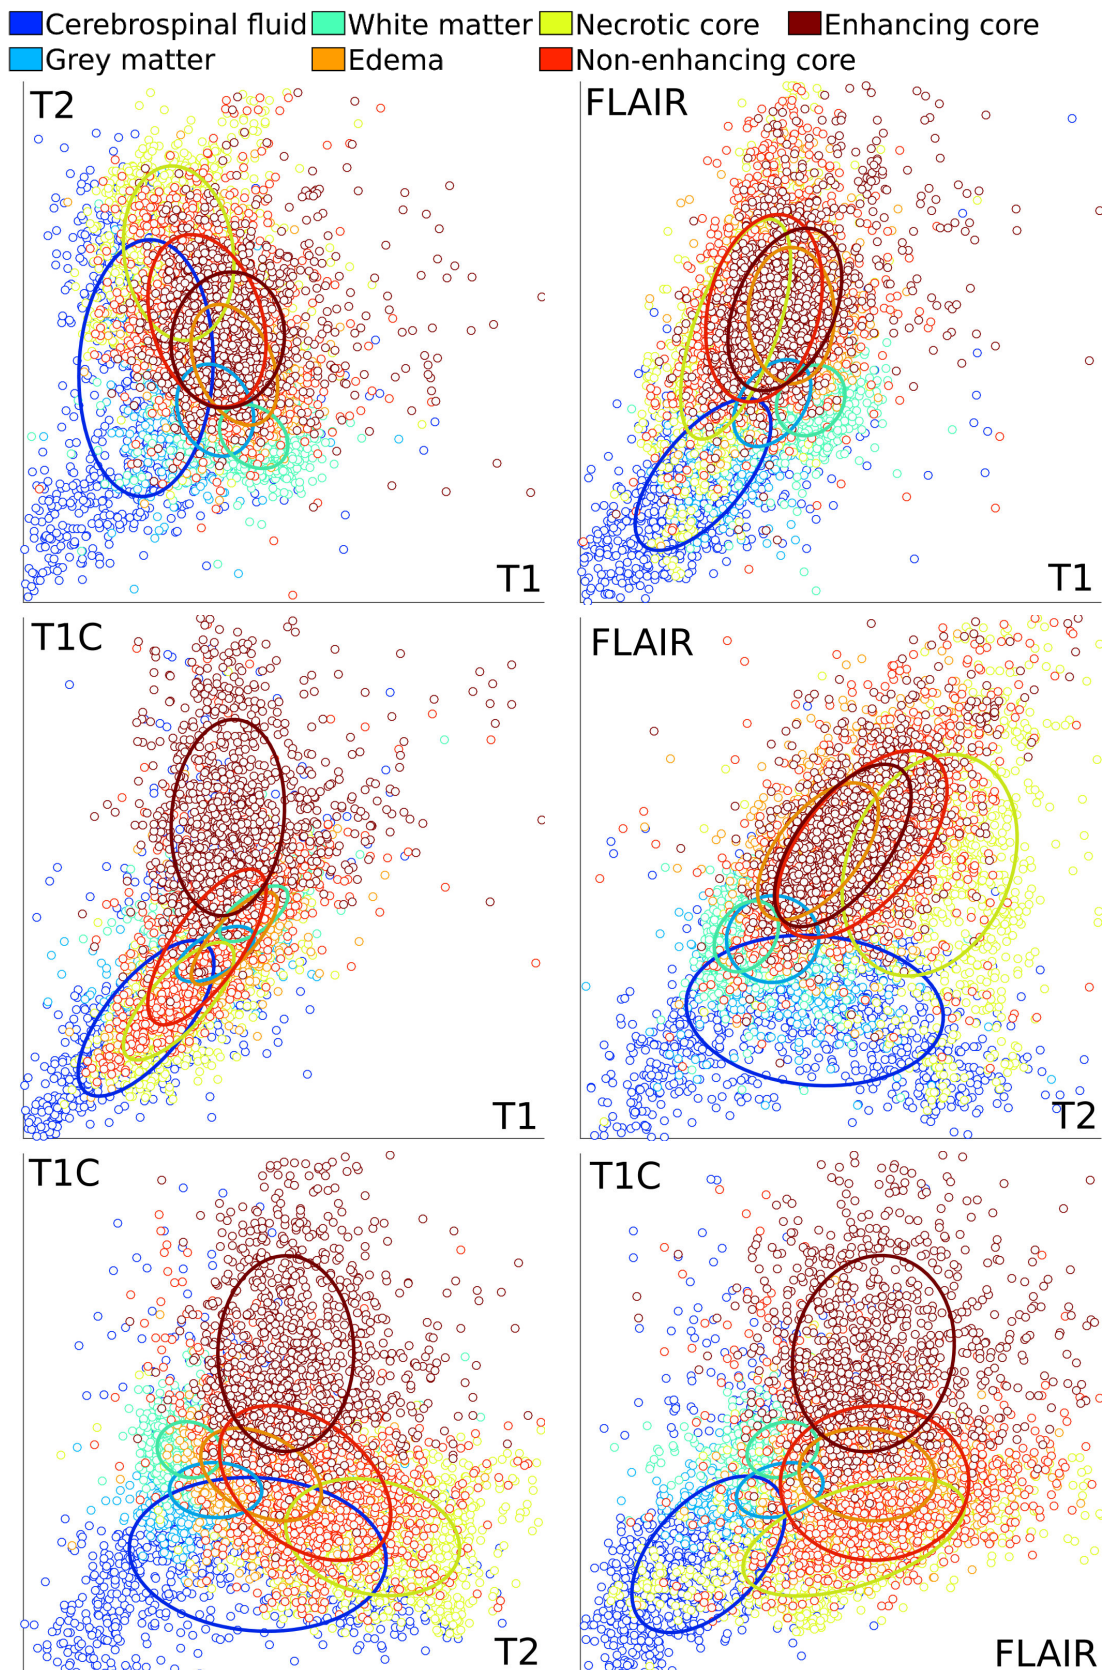 Cerebrospinal fluid White matter Necrotic core Enhancing core
Grey matter Edema Non-enhancing core
T2
T1
FLAIR
T1
T1C
T1
FLAIR
T2
T1C
T2
T1C
FLAIR